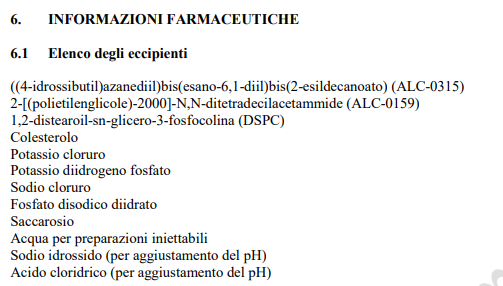 6. INFORMAZIONI FARMACEUTICHE
6.1 Elenco degli eccipienti
((4-idrossibutil)azanediil)bis(esano-6,1-diil)bis(2-esildecanoato) (ALC-0315)
2-[(polietilenglicole)-2000]-N,N-ditetradecilacetammide (ALC-0159)
1,2-distearoil-sn-glicero-3-fosfocolina (DSPC)
Colesterolo
Potassio cloruro
Potassio diidrogeno fosfato
Sodio cloruro
Fosfato disodico diidrato
Saccarosio
Acqua per preparazioni iniettabili
Sodio idrossido (per aggiustamento del pH)
Acido cloridrico (per aggiustamento del pH)